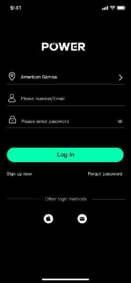 9:41
POWER
American Samoa
Phone number/Email
Please enter password
Log in
Sign up now
Forgot password
Other login methods